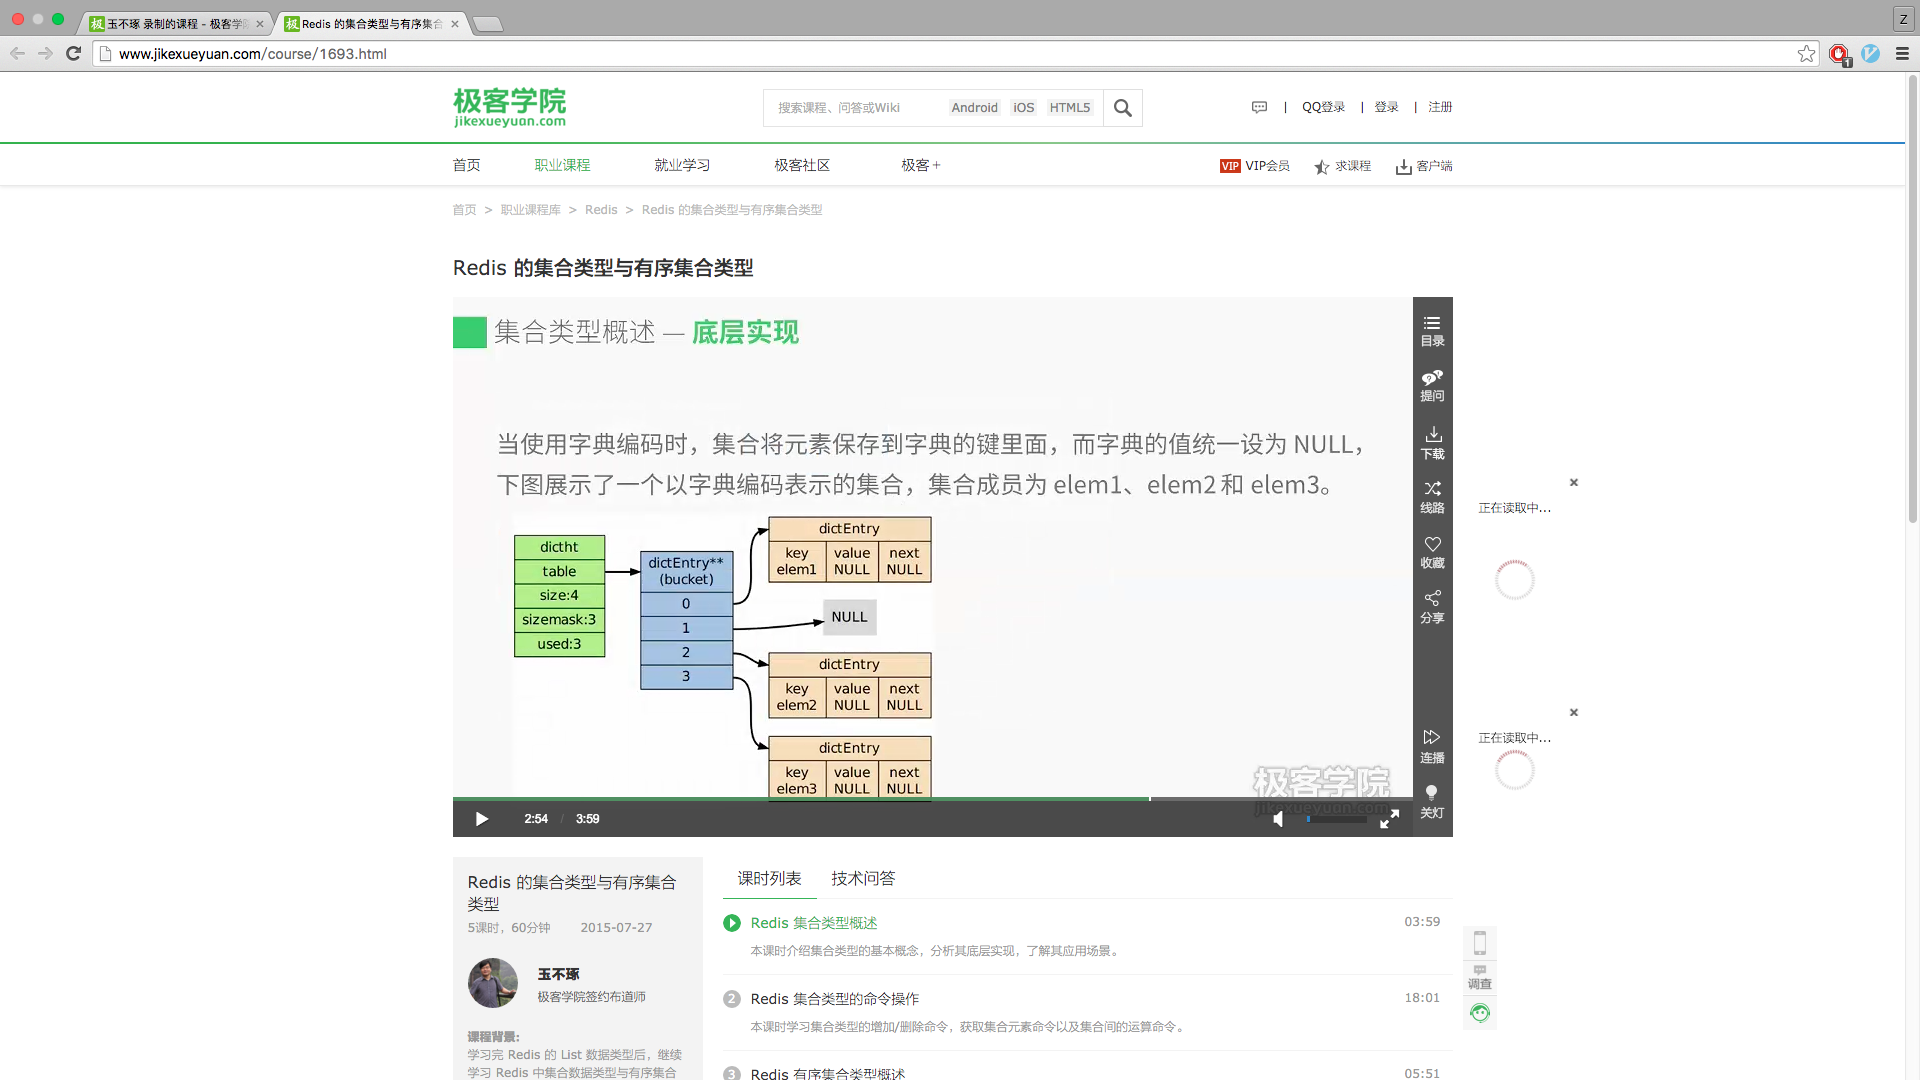 玉不琢 录制的课程 - 极客学院
Redis 的集合类型与有序集合
Z
www.jikexueyuan.com/course/1693.html
极客学院
jikexueyuan.com
搜索课程、问答或Wiki Android iOS HTML5
| QQ登录 | 登录 | 注册
首页 职业课程 就业学习 极客社区 极客+
VIP VIP会员 求课程 客户端
首页 > 职业课程库 > Redis > Redis 的集合类型与有序集合类型
Redis 的集合类型与有序集合类型
集合类型概述 — 底层实现
当使用字典编码时，集合将元素保存到字典的键里面，而字典的值统一设为 NULL，
下图展示了一个以字典编码表示的集合，集合成员为 elem1、elem2 和 elem3。
dictht
table
size:4
sizemask:3
used:3
dictEntry**
(bucket)
0
1
2
3
dictEntry
key value next
elem1 NULL NULL
NULL
dictEntry
key value next
elem2 NULL NULL
dictEntry
key value next
elem3 NULL NULL
极客学院
jikexueyuan.com
2:54 / 3:59
目录
提问
下载
线路
收藏
分享
连播
关灯
正在读取中...
正在读取中...
Redis 的集合类型与有序集合
类型
5课时，60分钟 2015-07-27
玉不琢
极客学院签约布道师
课程背景:
学习完 Redis 的 List 数据类型后，继续
学习 Redis 中集合数据类型与有序集合
课时列表 技术问答
Redis 集合类型概述 03:59
本课时介绍集合类型的基本概念，分析其底层实现，了解其应用场景。
2 Redis 集合类型的命令操作 18:01
本课时学习集合类型的增加/删除命令，获取集合元素命令以及集合间的运算命令。
3 Redis 有序集合类型概述 05:51
调查